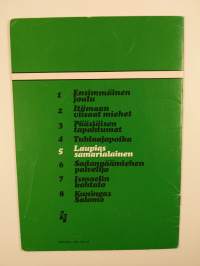 1 Ensimmäinen
joulu
2 Itämaan
viisaat miehet
3 Pääsiäisen
tapahtumat
4 Tuhlaajapoika
5 Laupias
samarialainen
6 Sadanpäämiehen
palvelija
7 Ismaelin
kohtalo
8 Kuningas
Salomo